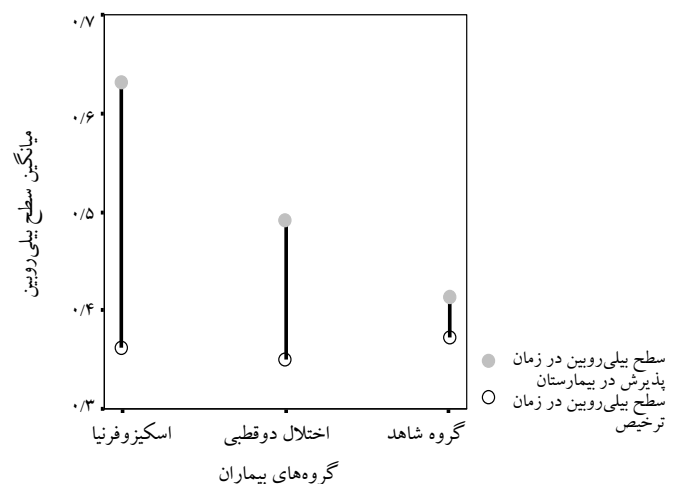 ۰/۷
۰/۶
۰/۵
۰/۴
۰/۳
میانگین سطح بیلی‌روبین
اسکیزوفرنیا
اختلال دوقطبی
گروه شاهد
گروه‌های بیماران
سطح بیلی‌روبین در زمان
پذیرش در بیمارستان
سطح بیلی‌روبین در زمان
ترخیص